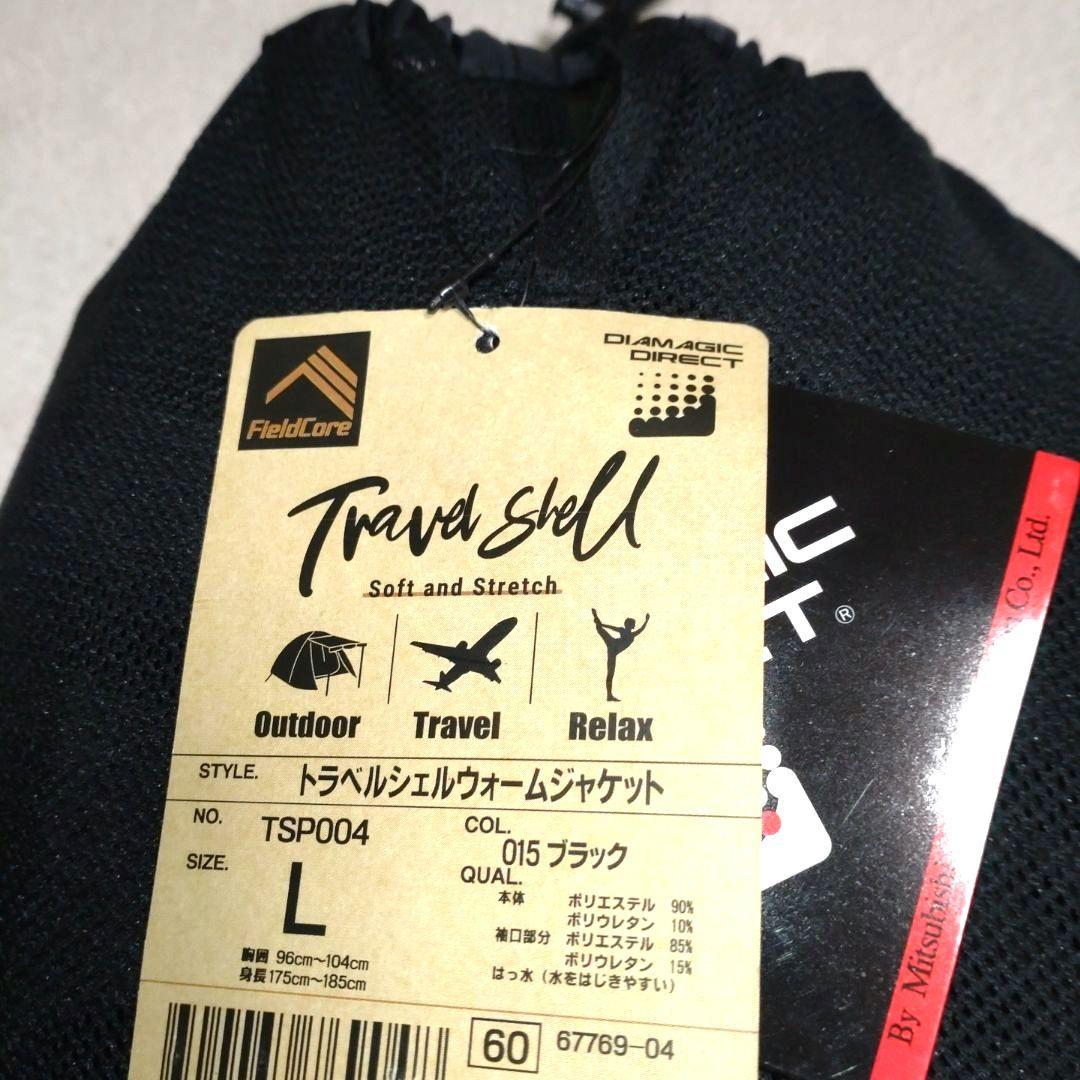 FieldCore
DIAMAGIC
DIRECT
Travel Shell
Soft and Stretch
Outdoor
Travel
Relax
STYLE. トラベルシェルウォームジャケット
NO. TSP004
COL. 015 ブラック
SIZE. L
胸囲 96cm〜104cm
身長175cm〜185cm
QUAL.
本体 ポリエステル 90%
ポリウレタン 10%
袖口部分 ポリエステル 85%
ポリウレタン 15%
はっ水（水をはじきやすい）
60 67769-04
®
By Mitsubishi
Co., Ltd.